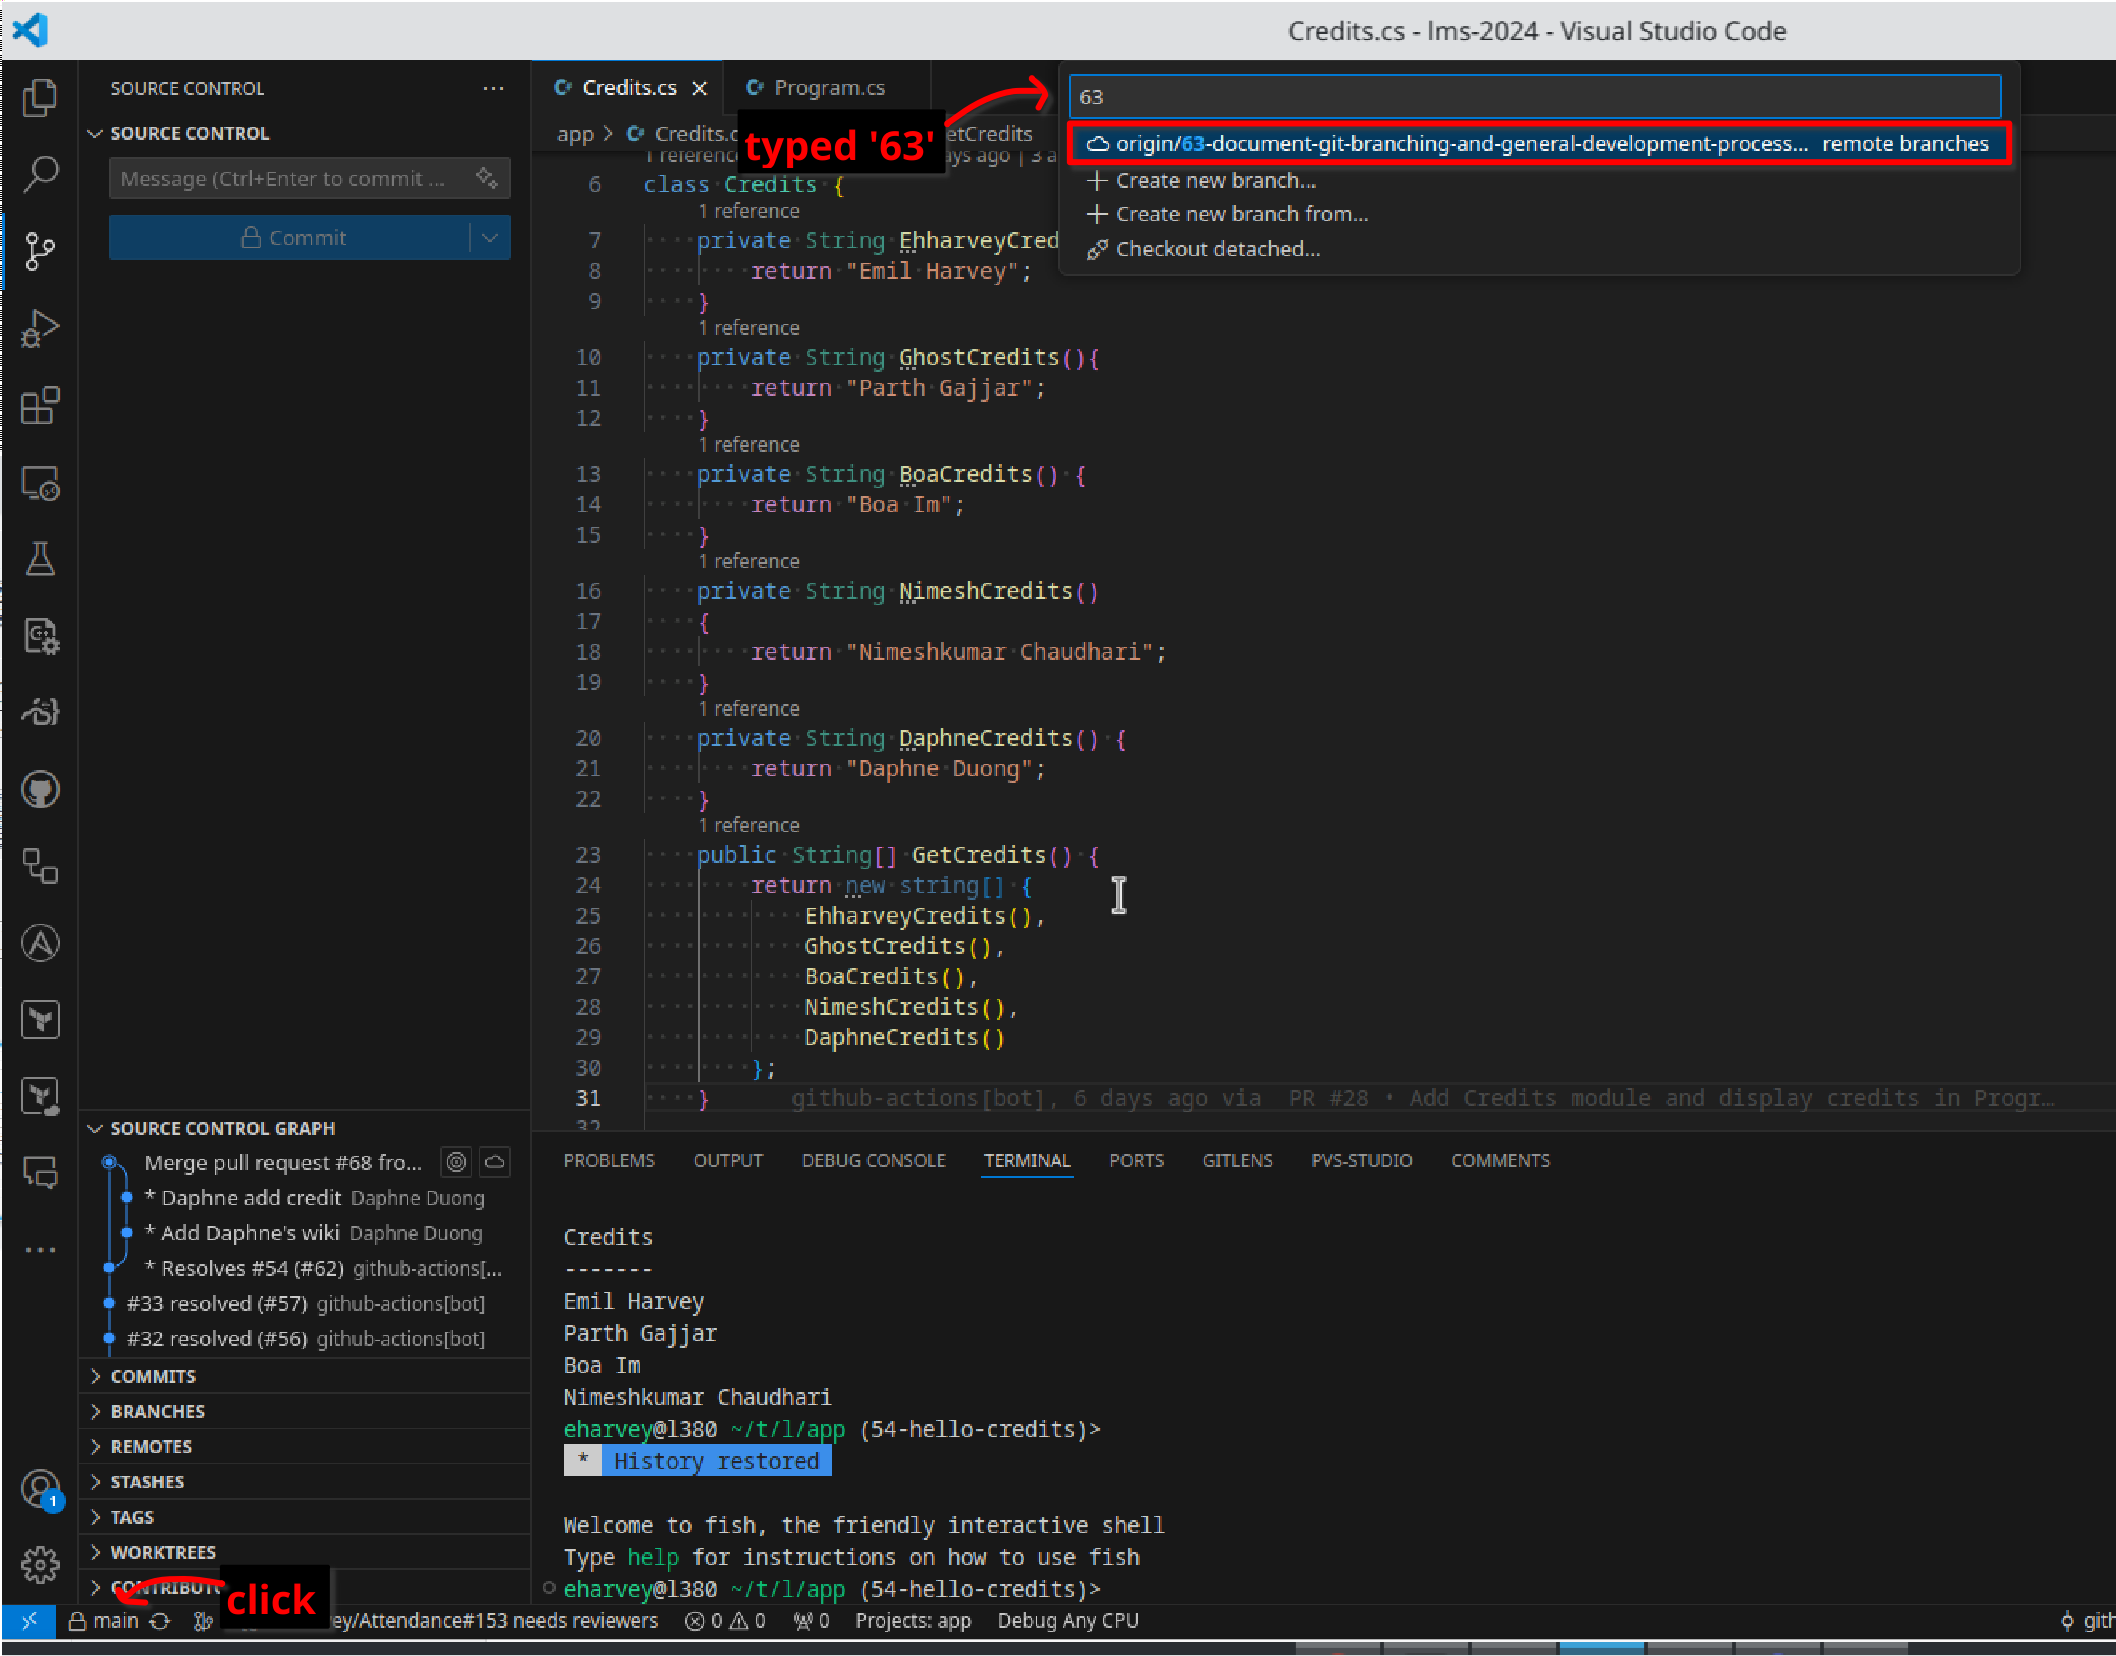 Credits.cs - lms-2024 - Visual Studio Code
SOURCE CONTROL
SOURCE CONTROL
Message (Ctrl+Enter to commit ...
Commit
Credits.cs
Program.cs
app > Credits.c
etCredits
typed '63'
63
origin/63-document-git-branching-and-general-development-process... remote branches
Create new branch...
Create new branch from...
Checkout detached...
6 class Credits {
1 reference
7 private String EhharveyCred
8 return "Emil Harvey";
9 }
1 reference
10 private String GhostCredits(){
11 return "Parth Gajjar";
12 }
1 reference
13 private String BoaCredits() {
14 return "Boa Im";
15 }
1 reference
16 private String NimeshCredits()
17 {
18 return "Nimeshkumar Chaudhari";
19 }
1 reference
20 private String DaphneCredits() {
21 return "Daphne Duong";
22 }
1 reference
23 public String[] GetCredits() {
24 return new string[] {
25 EhharveyCredits(),
26 GhostCredits(),
27 BoaCredits(),
28 NimeshCredits(),
29 DaphneCredits()
30 };
31 } github-actions[bot], 6 days ago via PR #28 • Add Credits module and display credits in Progr...
32
SOURCE CONTROL GRAPH
Merge pull request #68 fro...
* Daphne add credit Daphne Duong
* Add Daphne's wiki Daphne Duong
* Resolves #54 (#62) github-actions[...
#33 resolved (#57) github-actions[bot]
#32 resolved (#56) github-actions[bot]
COMMITS
BRANCHES
REMOTES
STASHES
TAGS
WORKTREES
CONTRIBUTO
click
PROBLEMS OUTPUT DEBUG CONSOLE TERMINAL PORTS GITLENS PVS-STUDIO COMMENTS
Credits
-------
Emil Harvey
Parth Gajjar
Boa Im
Nimeshkumar Chaudhari
eharvey@l380 ~/t/l/app (54-hello-credits)>
* History restored
Welcome to fish, the friendly interactive shell
Type help for instructions on how to use fish
eharvey@l380 ~/t/l/app (54-hello-credits)>
1
main
ey/Attendance#153 needs reviewers 0 0 0 Projects: app Debug Any CPU
gith